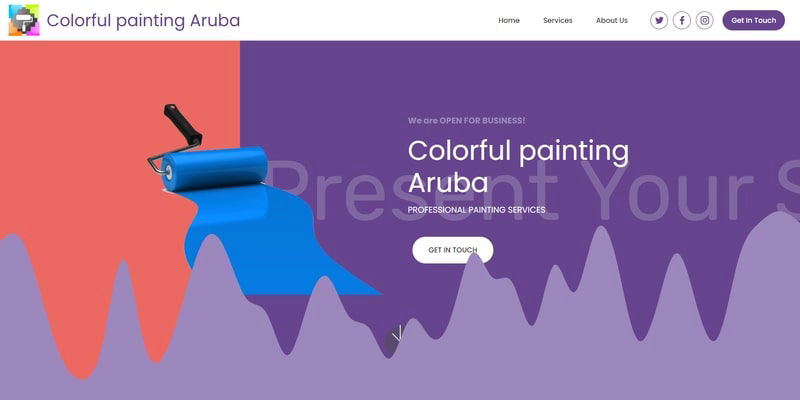 Colorful painting Aruba
Home
Services
About Us
Get In Touch
We are OPEN FOR BUSINESS!
Colorful painting
Aruba
Present Your S
PROFESSIONAL PAINTING SERVICES
GET IN TOUCH